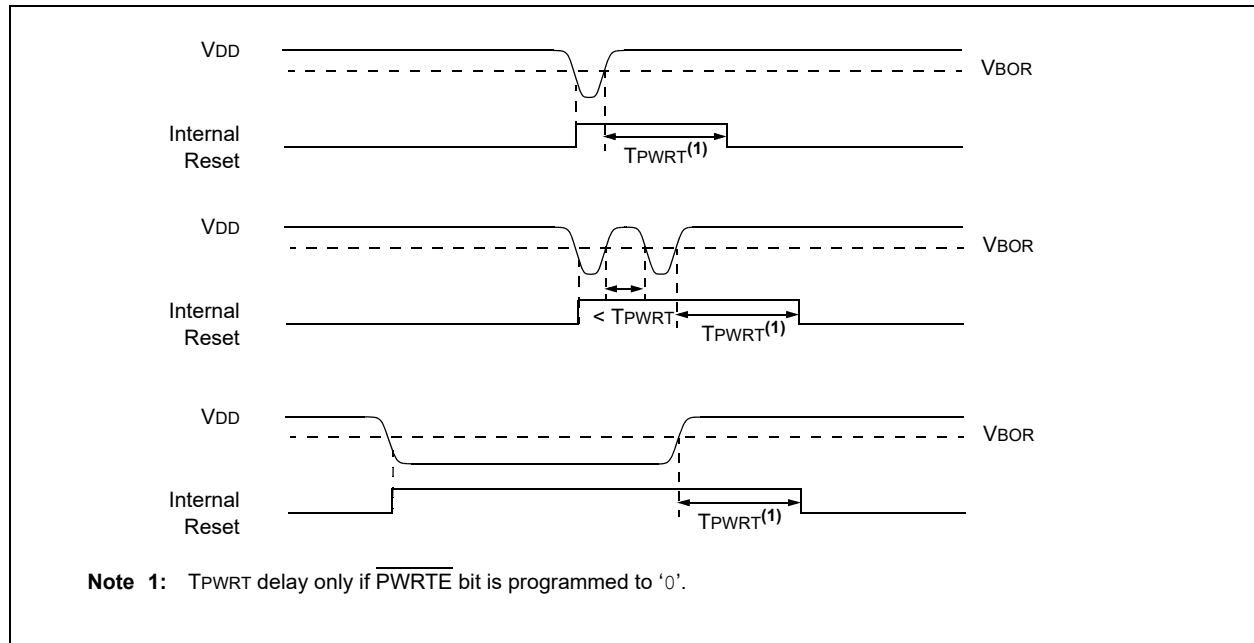 VDD
VBOR
Internal
Reset
TPWRT(1)
VDD
VBOR
Internal
Reset
< TPWRT
TPWRT(1)
VDD
VBOR
Internal
Reset
TPWRT(1)
Note 1: TPWRT delay only if PWRTE bit is programmed to ‘0’.